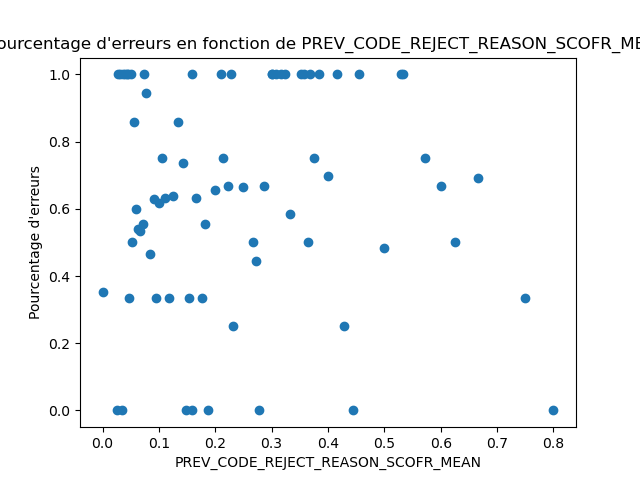 ourcentage d'erreurs en fonction de PREV_CODE_REJECT_REASON_SCOFR_ME
Pourcentage d'erreurs
1.0
0.8
0.6
0.4
0.2
0.0
0.0 0.1 0.2 0.3 0.4 0.5 0.6 0.7 0.8
PREV_CODE_REJECT_REASON_SCOFR_MEAN